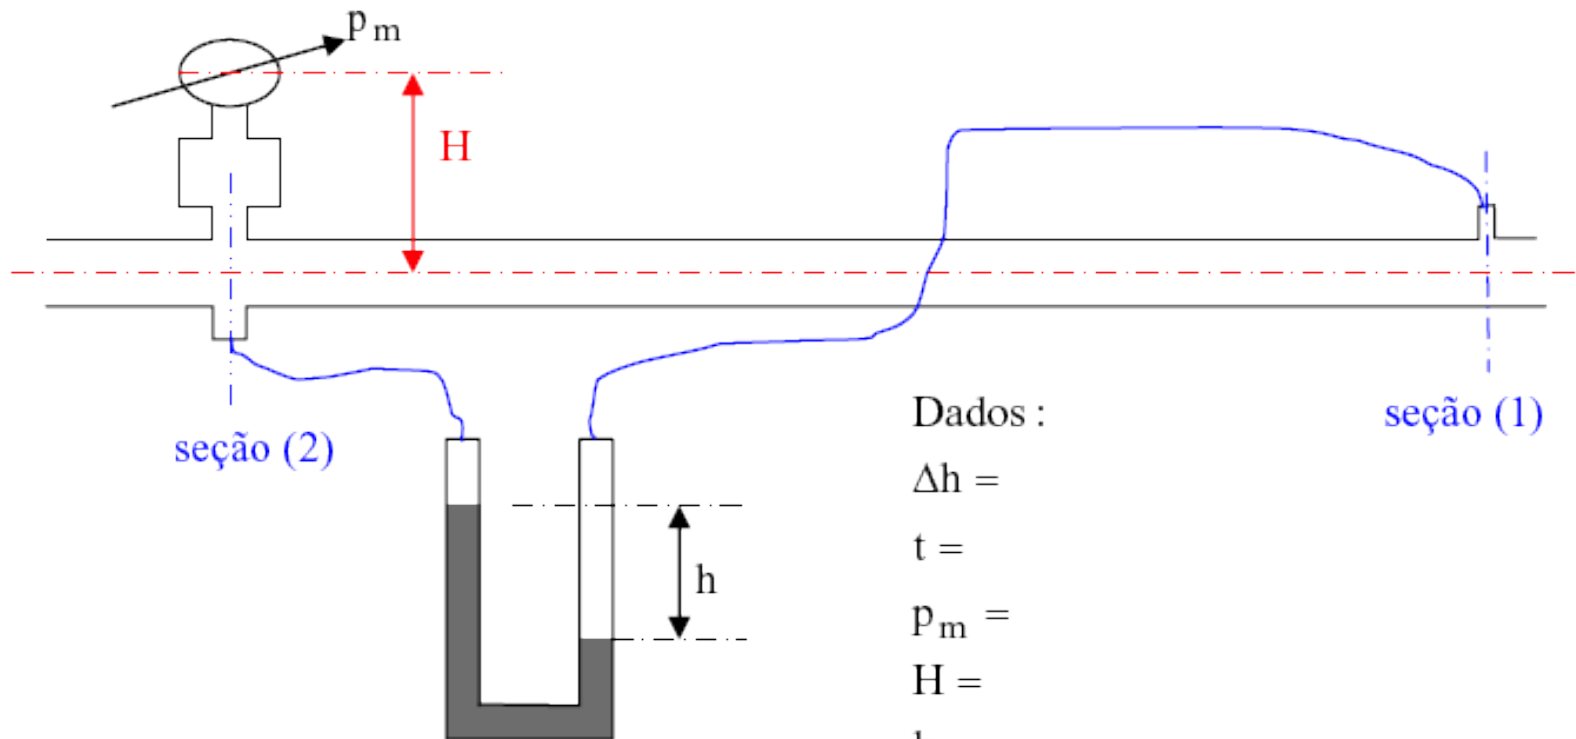 p m
H
seção (2)
h
Dados :
Δh =
t =
p m =
H =
seção (1)